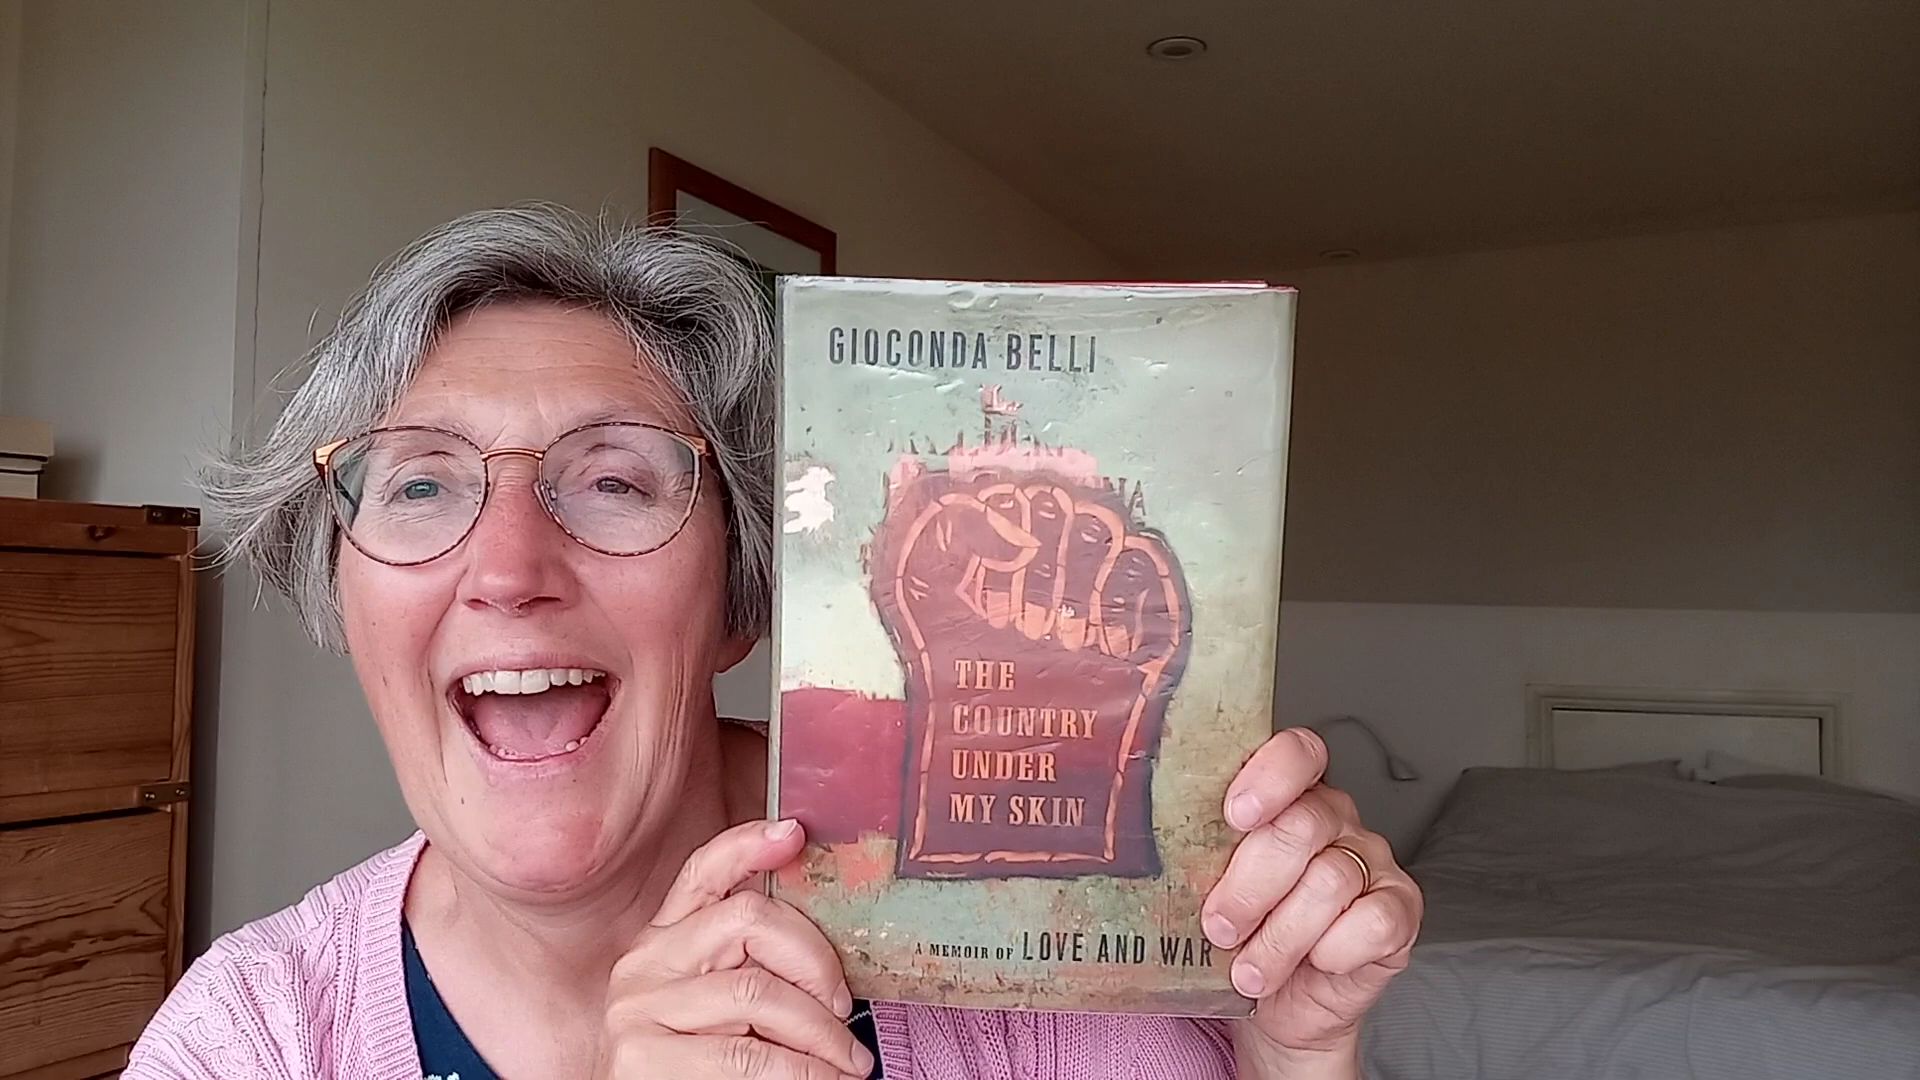 GIOCONDA BELLI
THE
COUNTRY
UNDER
MY SKIN
A MEMOIR OF LOVE AND WAR